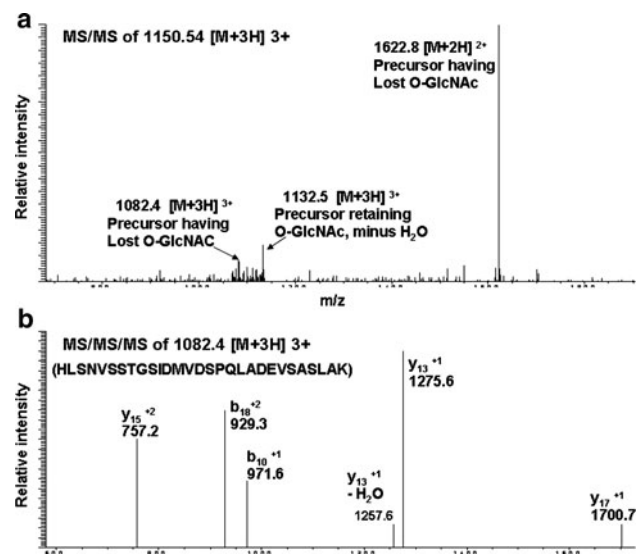 a
MS/MS of 1150.54 [M+3H] 3+
1622.8 [M+2H] 2+
Precursor having
Lost O-GlcNAc
1082.4 [M+3H] 3+
Precursor having
Lost O-GlcNAC
1132.5 [M+3H] 3+
Precursor retaining
O-GlcNAc, minus H2O
Relative intensity
m/z
b
MS/MS/MS of 1082.4 [M+3H] 3+
(HLSNVSSTGSIDMVDSPQLADEVSASLAK)
y15 +2
757.2
b18 +2
929.3
b10 +1
971.6
y13 +1
- H2O
1257.6
y13 +1
1275.6
y17 +1
1700.7
Relative intensity